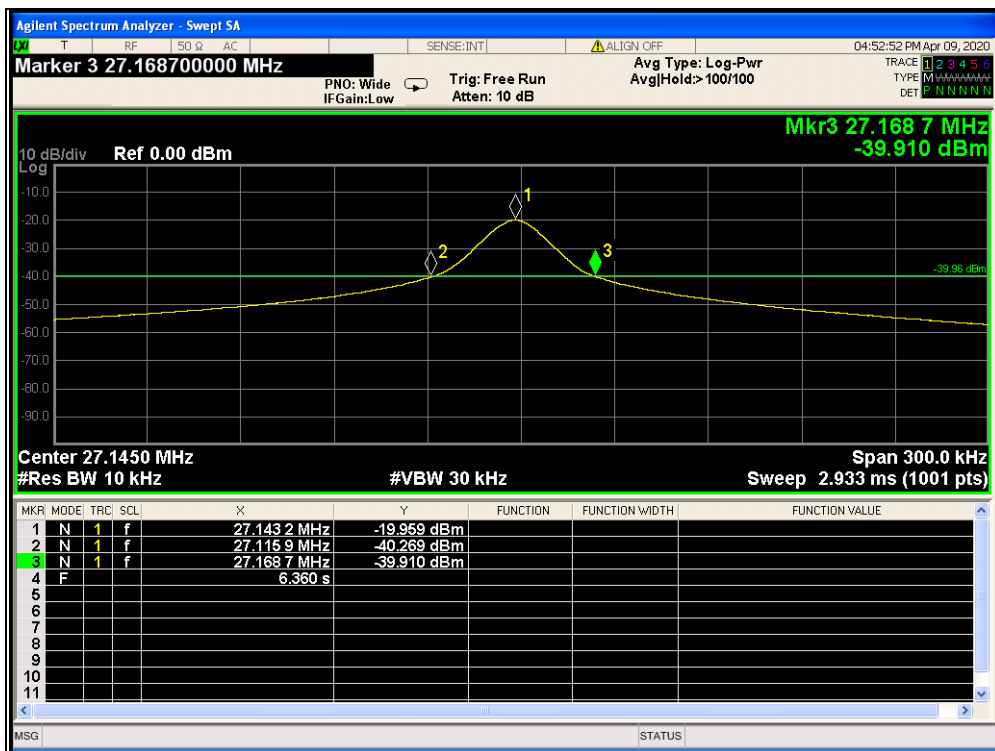 Agilent Spectrum Analyzer - Swept SA
LXI T RF 50 Ω AC SENSE:INT ALIGN OFF 04:52:52 PM Apr 09, 2020
Marker 3 27.168700000 MHz
PNO: Wide
IFGain:Low
Trig: Free Run
Atten: 10 dB
Avg Type: Log-Pwr
Avg|Hold:>100/100
TRACE 1 2 3 4 5 6
TYPE M
DET P N N N N N
Mkr3 27.168 7 MHz
-39.910 dBm
10 dB/div Ref 0.00 dBm
Log
-10.0
1
-20.0
-30.0
2
3
-39.96 dBm
-40.0
-50.0
-60.0
-70.0
-80.0
-90.0
Center 27.1450 MHz Span 300.0 kHz
#Res BW 10 kHz #VBW 30 kHz Sweep 2.933 ms (1001 pts)
MKR MODE TRC SCL X Y FUNCTION FUNCTION WIDTH FUNCTION VALUE
1 N 1 f 27.143 2 MHz -19.959 dBm
2 N 1 f 27.115 9 MHz -40.269 dBm
3 N 1 f 27.168 7 MHz -39.910 dBm
4 F 6.360 s
5
6
7
8
9
10
11
MSG STATUS